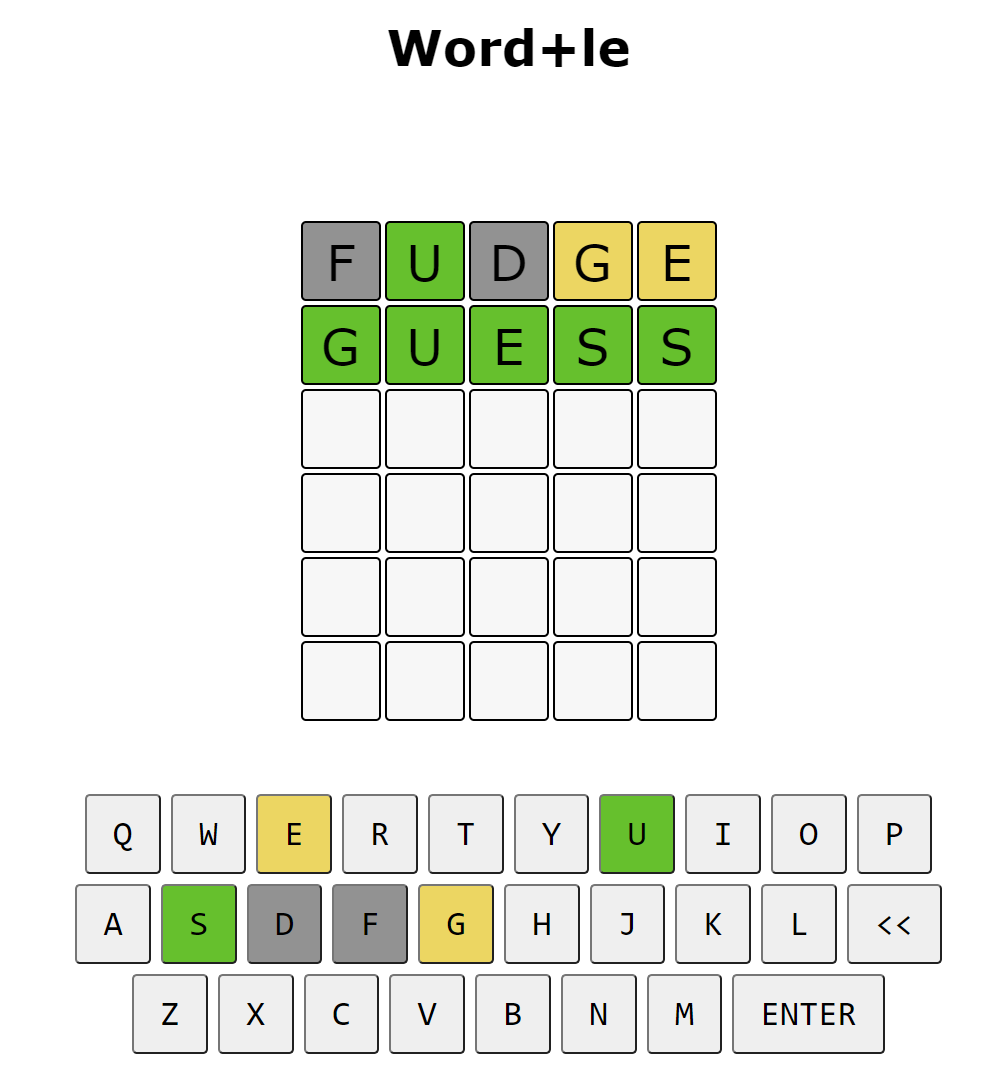 Word+le
F U D G E
G U E S S
Q W E R T Y U I O P
A S D F G H J K L <<
Z X C V B N M ENTER